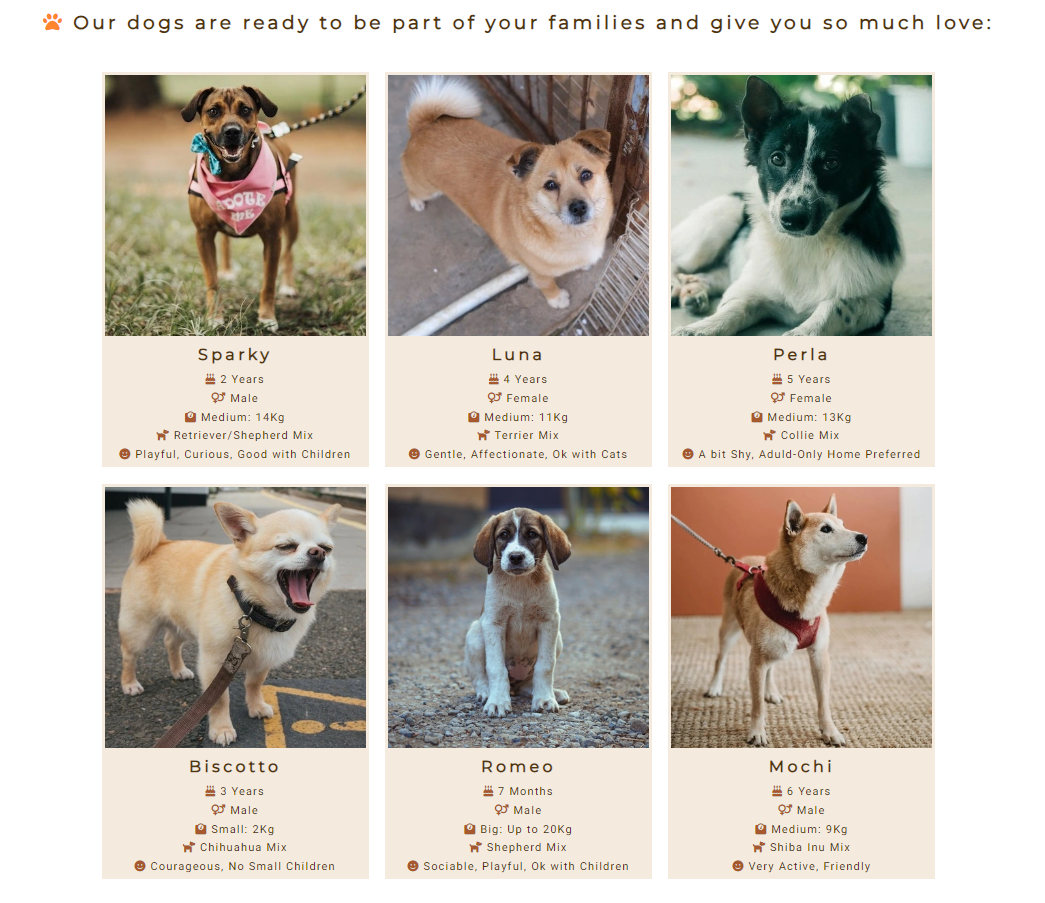 Our dogs are ready to be part of your families and give you so much love:
Sparky
2 Years
Male
Medium: 14Kg
Retriever/Shepherd Mix
Playful, Curious, Good with Children
Luna
4 Years
Female
Medium: 11Kg
Terrier Mix
Gentle, Affectionate, Ok with Cats
Perla
5 Years
Female
Medium: 13Kg
Collie Mix
A bit Shy, Aduld-Only Home Preferred
Biscotto
3 Years
Male
Small: 2Kg
Chihuahua Mix
Courageous, No Small Children
Romeo
7 Months
Male
Big: Up to 20Kg
Shepherd Mix
Sociable, Playful, Ok with Children
Mochi
6 Years
Male
Medium: 9Kg
Shiba Inu Mix
Very Active, Friendly